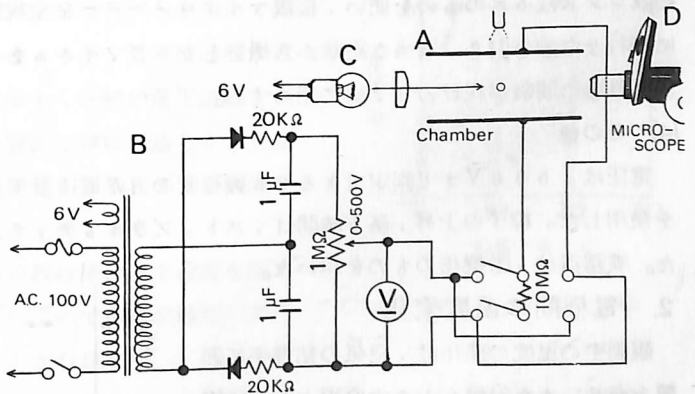 D
A
C
6V
20KΩ
Chamber
MICRO-
SCOPE
B
1μF
6V
1MΩ
0~500V
10MΩ
A.C. 100V
1μF
V
20KΩ